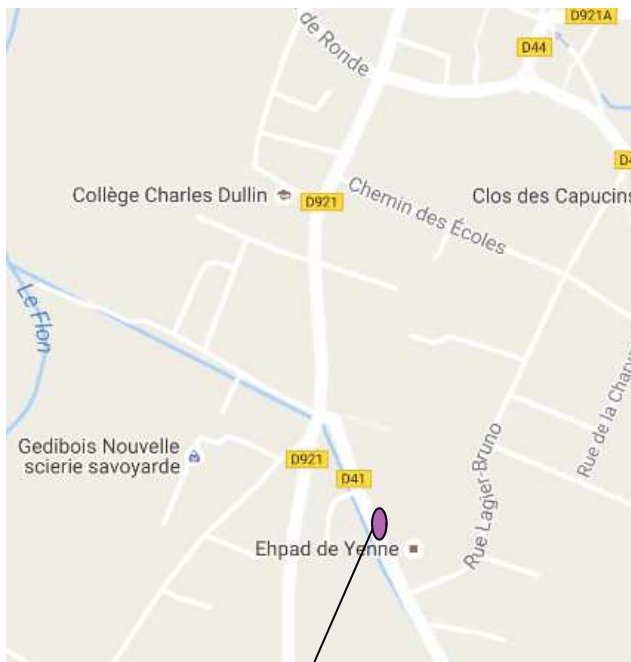 D921A
de Ronde
D44
D4
Collège Charles Dullin
D921
Chemin des Écoles
Clos des Capucins
Le Flon
Rue de la Charv
Gedibois Nouvelle
scierie savoyarde
D921
D41
Rue Lagier-Bruno
Ehpad de Yenne